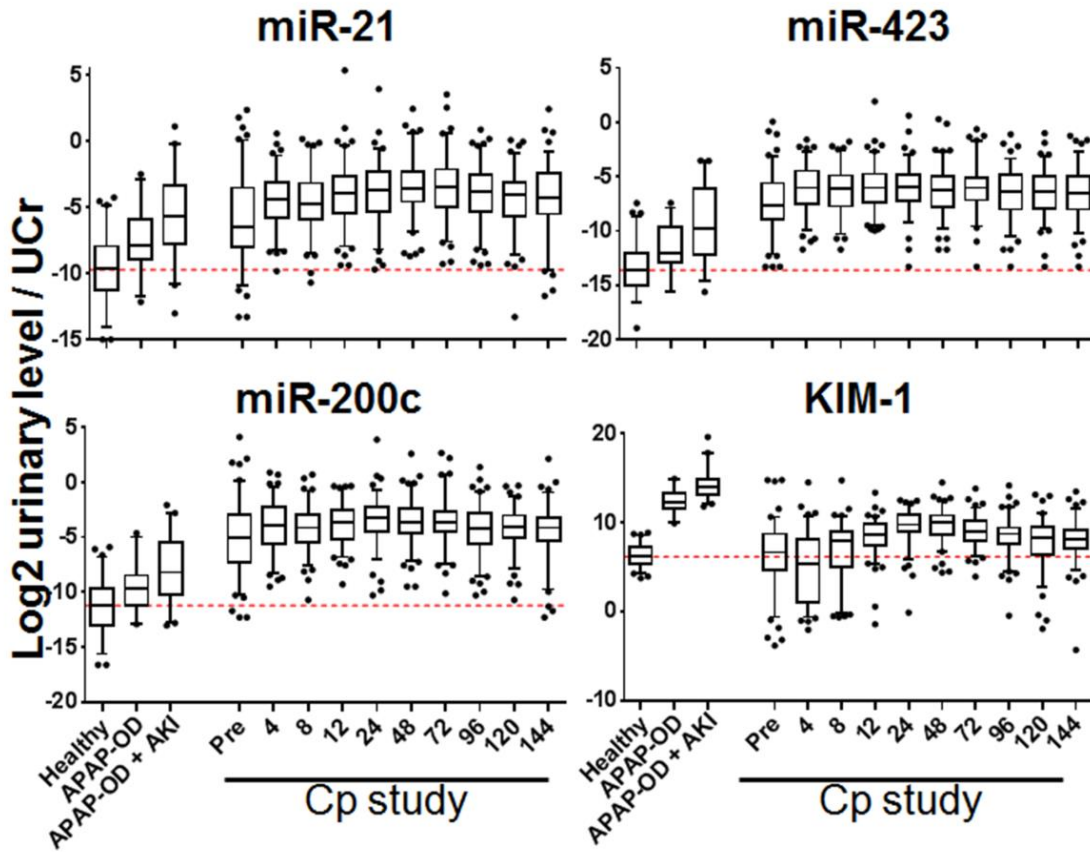 miR-21
miR-423
5
0
-5
-10
-15
5
0
-5
-10
-15
-20
Log2 urinary level / UCr
miR-200c
KIM-1
5
0
-5
-10
-15
-20
20
10
0
-10
Healthy
APAP-OD
APAP-OD + AKI
Pre
4
8
12
24
48
72
96
120
144
Cp study
Healthy
APAP-OD
APAP-OD + AKI
Pre
4
8
12
24
48
72
96
120
144
Cp study